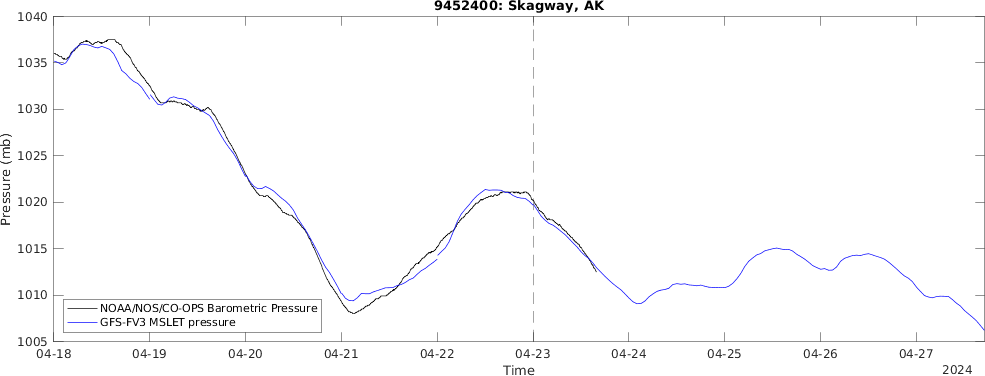 9452400: Skagway, AK
1040
1035
1030
1025
1020
1015
1010
1005
Pressure (mb)
NOAA/NOS/CO-OPS Barometric Pressure
GFS-FV3 MSLET pressure
04-18 04-19 04-20 04-21 04-22 04-23 04-24 04-25 04-26 04-27
Time
2024